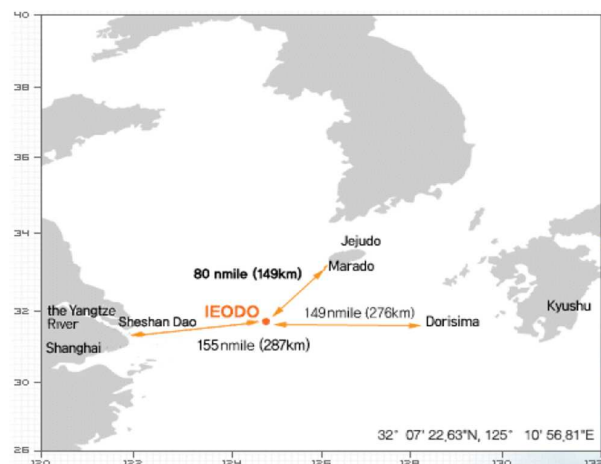 40
38
36
34
32
30
26
Jejudo
Marado
80 nmile (149km)
IEODO
149nmile (276km)
the Yangtze
River
Sheshan Dao
Dorisima
Kyushu
Shanghai
155nmile (287km)
32° 07' 22,63"N, 125° 10' 56,81"E